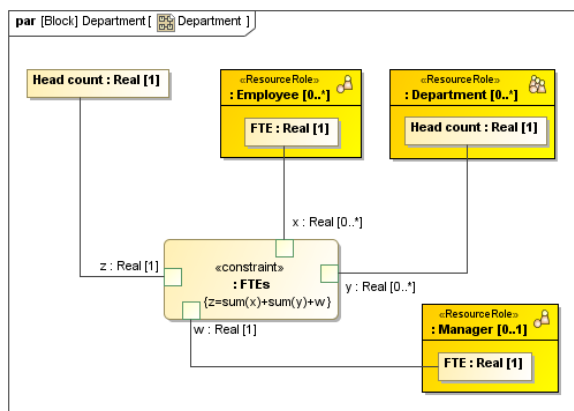 par [Block] Department [ Department ]
Head count : Real [1]
«ResourceRole»
: Employee [0..*]
FTE : Real [1]
«ResourceRole»
: Department [0..*]
Head count : Real [1]
x : Real [0..*]
z : Real [1]
«constraint»
: FTEs
{z=sum(x)+sum(y)+w}
y : Real [0..*]
w : Real [1]
«ResourceRole»
: Manager [0..1]
FTE : Real [1]